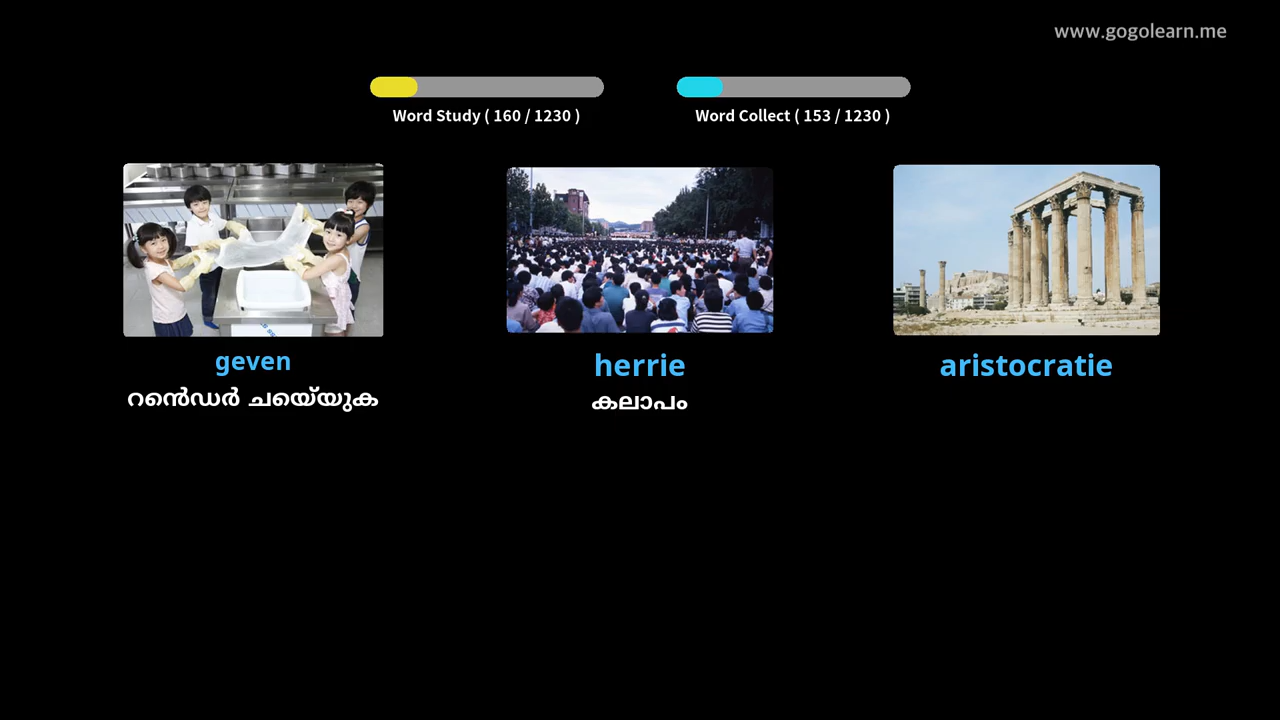 www.gogolearn.me
Word Study ( 160 / 1230 )
Word Collect ( 153 / 1230 )
geven
റെൻഡർ ചെയ്യുക
herrie
കലാപം
aristocratie